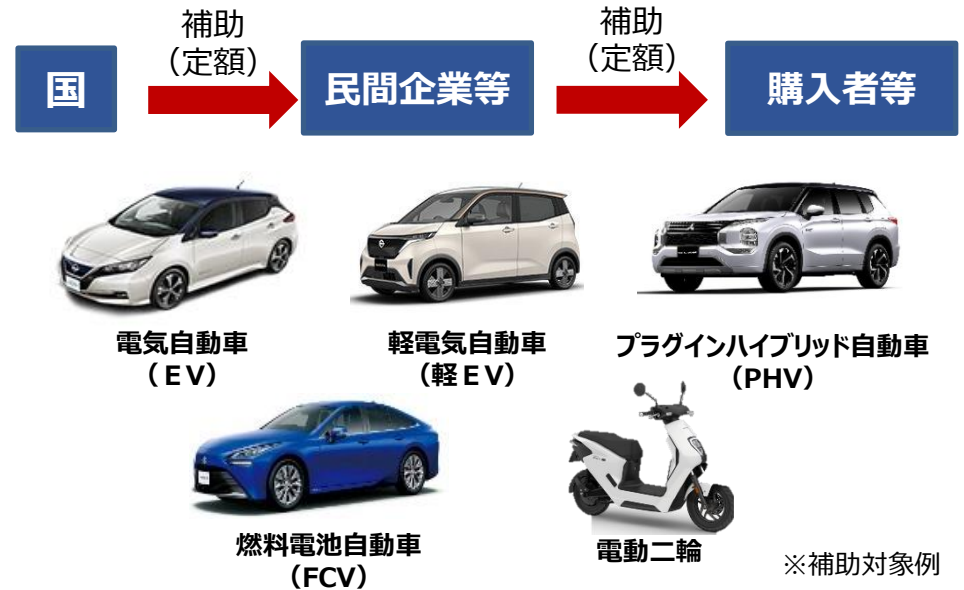 補助
（定額）
補助
（定額）
国
民間企業等
購入者等
電気自動車
（ＥV）
軽電気自動車
（軽ＥV）
プラグインハイブリッド自動車
（PHV）
燃料電池自動車
（FCV）
電動二輪
※補助対象例